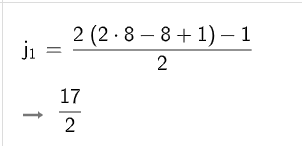 j₁ = 2 (2 · 8 − 8 + 1) − 1 / 2
→ 17 / 2